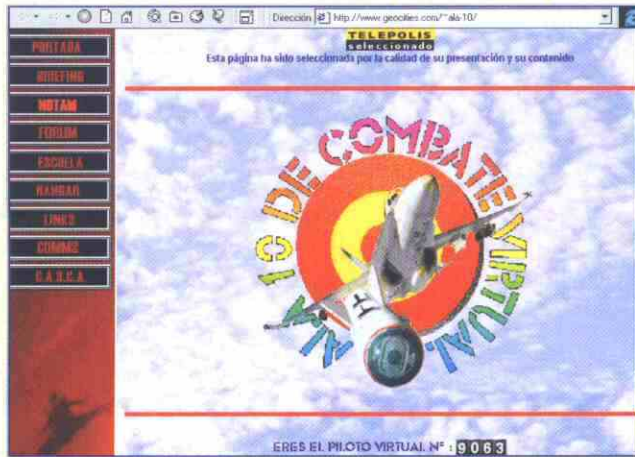 Dirección http://www.geocities.com/~ala-10/
TELEPOLIS
seleccionado
Esta página ha sido seleccionada por la calidad de su presentación y su contenido
PORTADA
BRIEFING
NOTAM
FORUM
ESCUELA
HANGAR
LINKS
COMMS
ALA 10 DE COMBATE VIRTUAL
ERES EL PILOTO VIRTUAL Nº : 9063